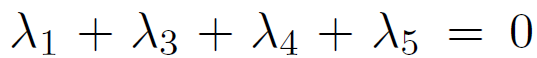 λ₁ + λ₃ + λ₄ + λ₅ = 0